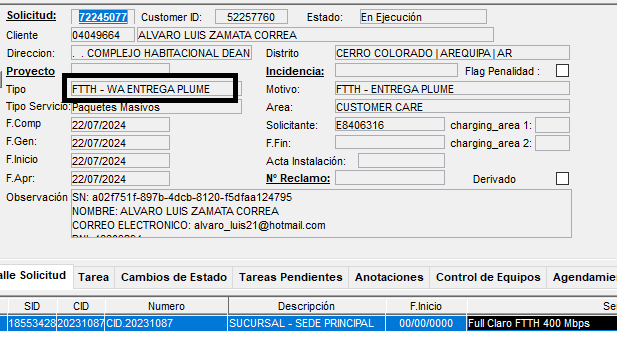 Solicitud: 72245077 Customer ID: 52257760 Estado: En Ejecución
Cliente 04049664 ALVARO LUIS ZAMATA CORREA
Direccion: . . COMPLEJO HABITACIONAL DEAN Distrito CERRO COLORADO | AREQUIPA | AR
Proyecto Incidencia: Flag Penalidad :
Tipo FTTH - WA ENTREGA PLUME Motivo: FTTH - ENTREGA PLUME
Tipo Servicio: Paquetes Masivos Area: CUSTOMER CARE
F.Comp 22/07/2024 Solicitante: E8406316 charging_area 1:
F.Gen: 22/07/2024 F.Fin: charging_area 2:
F.Inicio 22/07/2024 Acta Instalación:
F.Apr: 22/07/2024 Nº Reclamo: Derivado
Observación SN: a02f751f-897b-4dcb-8120-f5dfaa124795
NOMBRE: ALVARO LUIS ZAMATA CORREA
CORREO ELECTRONICO: alvaro_luis21@hotmail.com
alle Solicitud Tarea Cambios de Estado Tareas Pendientes Anotaciones Control de Equipos Agendamie
SID CID Numero Descripción F.Inicio Se
18553428 20231087 CID.20231087 SUCURSAL - SEDE PRINCIPAL 00/00/0000 Full Claro FTTH 400 Mbps